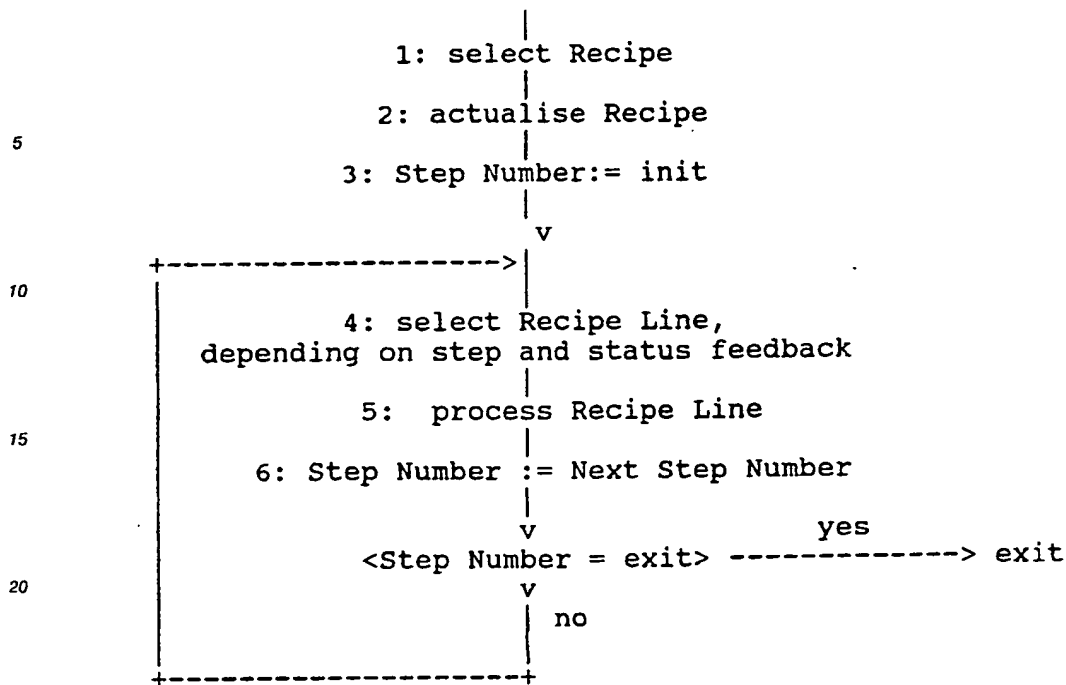 1: select Recipe
2: actualise Recipe
5
3: Step Number:= init
v
+-------------------->
10
4: select Recipe Line,
depending on step and status feedback
5: process Recipe Line
15
6: Step Number := Next Step Number
v
yes
<Step Number = exit> -------------> exit
20
v
no
+---------------------+